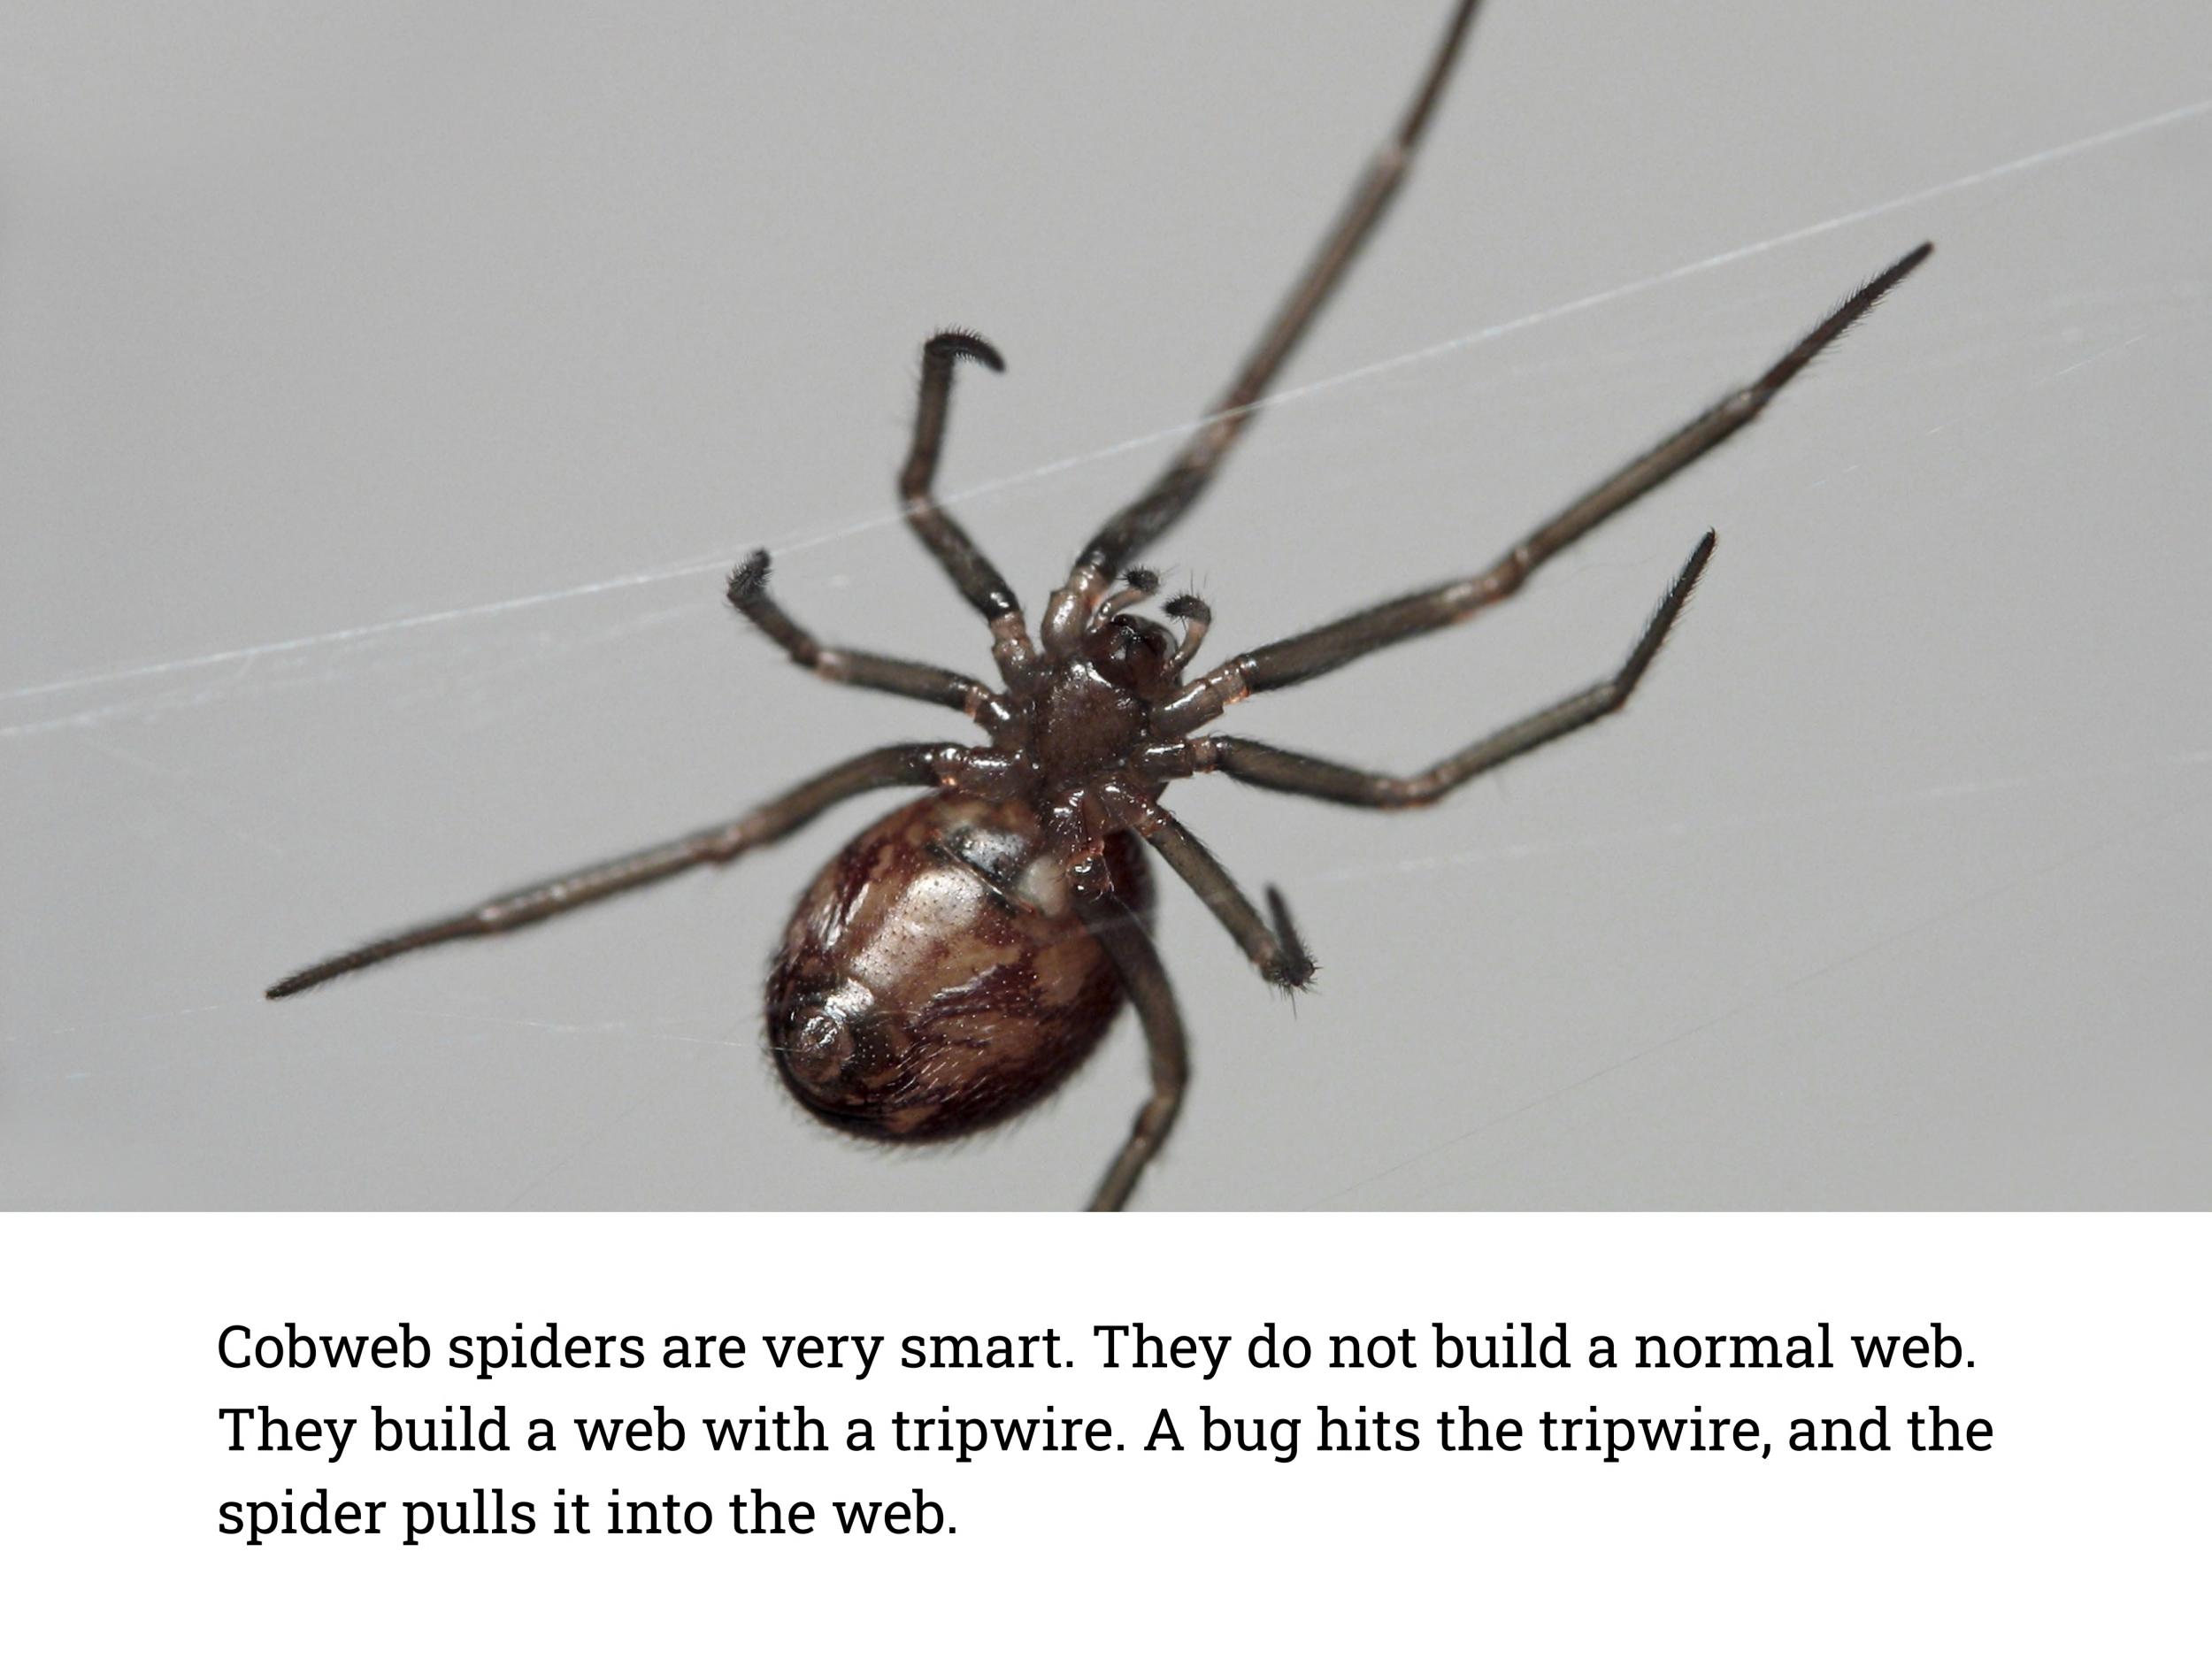 Cobweb spiders are very smart. They do not build a normal web.
They build a web with a tripwire. A bug hits the tripwire, and the
spider pulls it into the web.